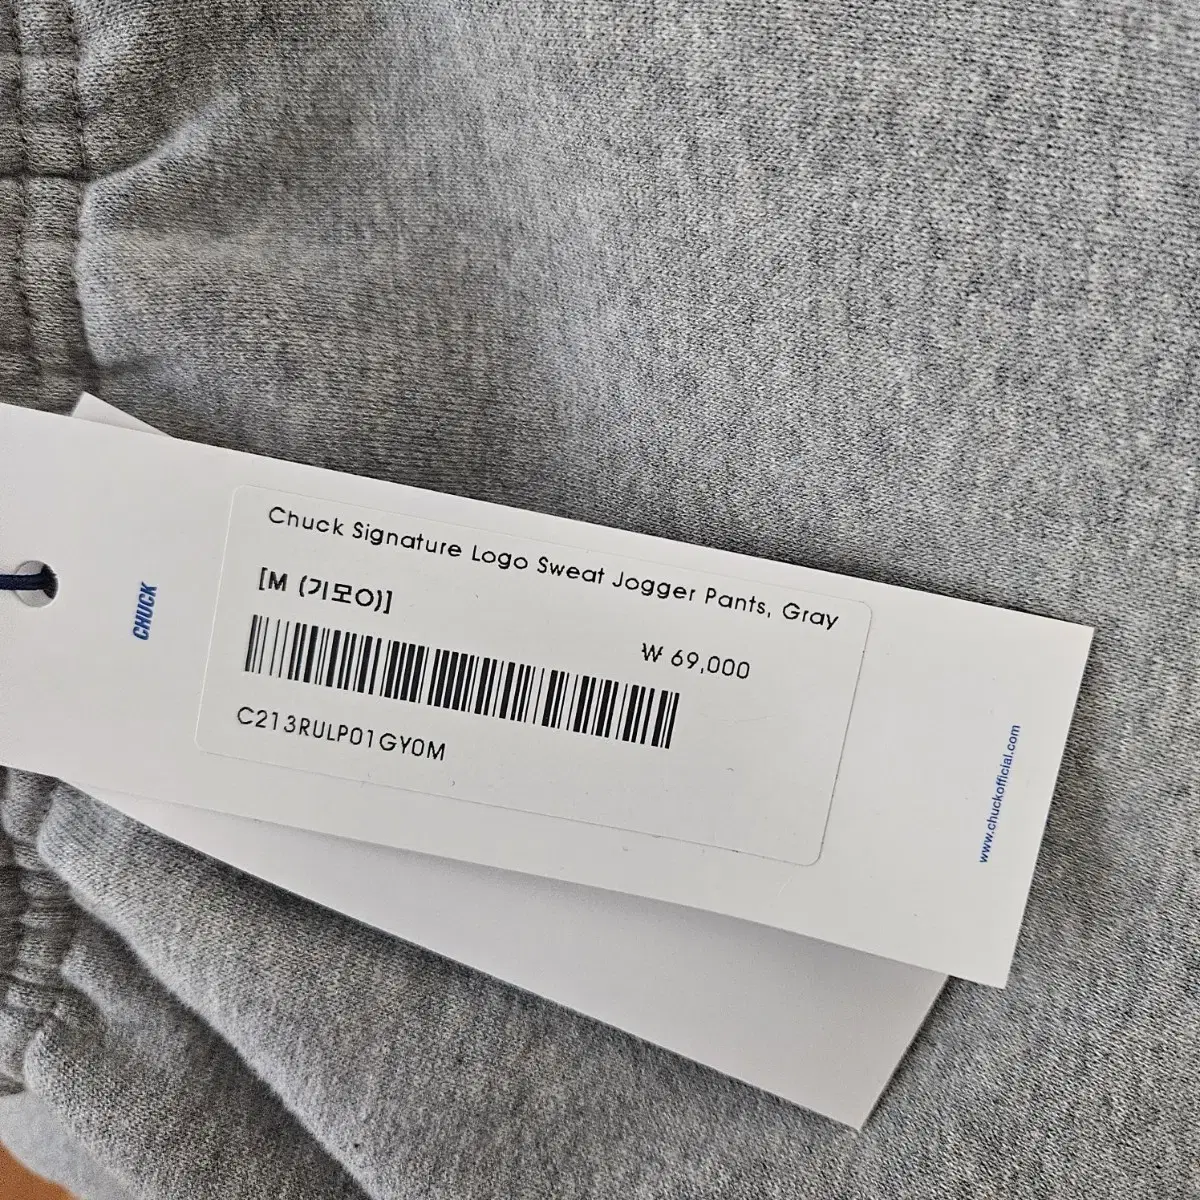 CHUCK
Chuck Signature Logo Sweat Jogger Pants, Gray
[M (기모O)]
₩ 69,000
C213RULP01GY0M
www.chuckofficial.com